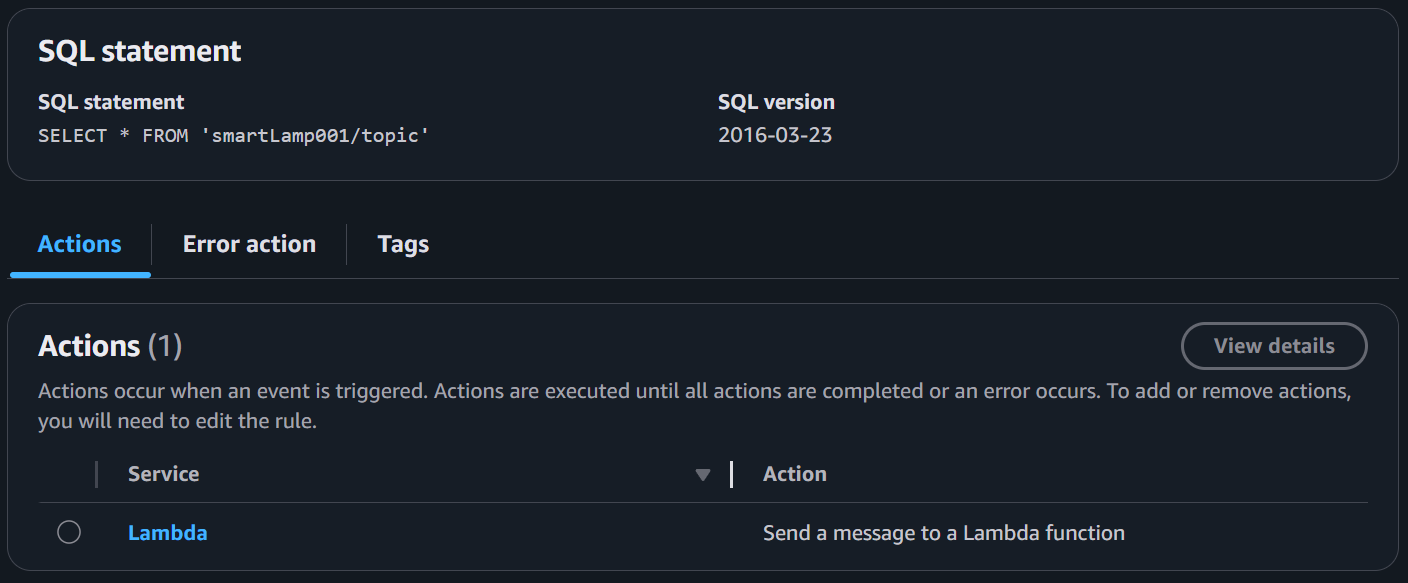 SQL statement
SQL statement
SQL version
SELECT * FROM 'smartLamp001/topic'
2016-03-23
Actions
Error action
Tags
Actions (1)
View details
Actions occur when an event is triggered. Actions are executed until all actions are completed or an error occurs. To add or remove actions,
you will need to edit the rule.
Service
Action
Lambda
Send a message to a Lambda function